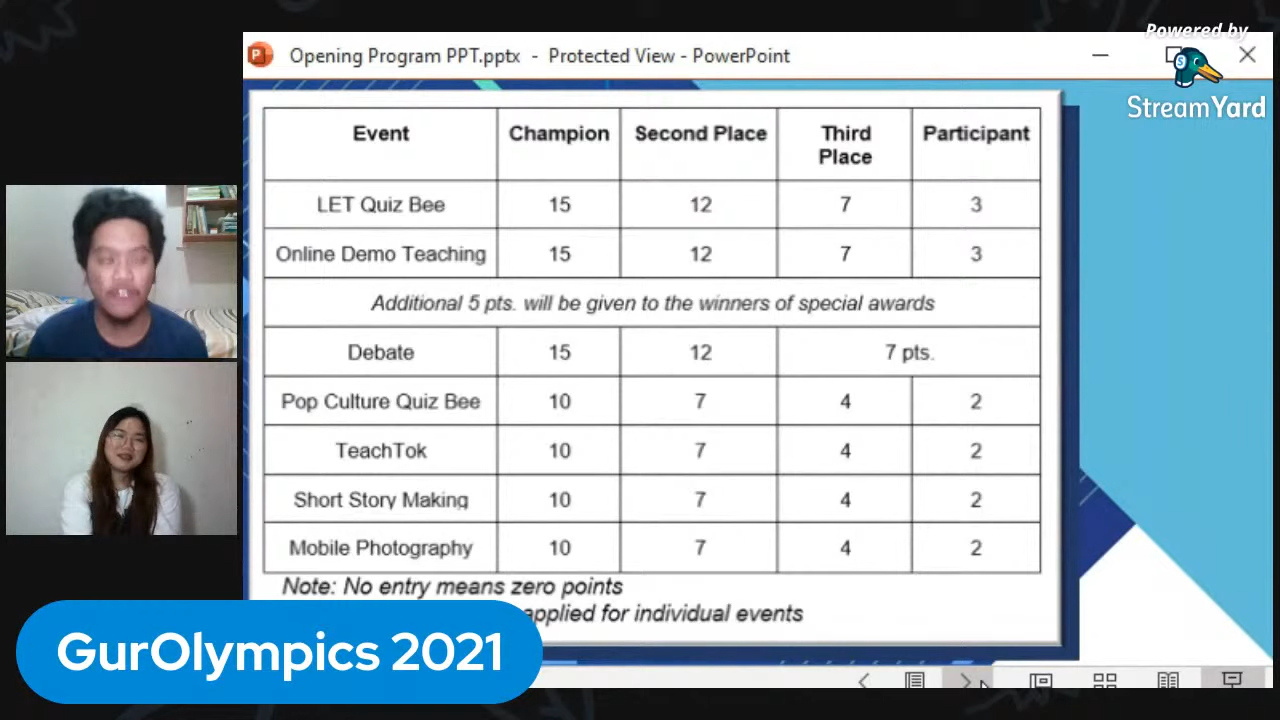 Powered by
StreamYard
Opening Program PPT.pptx - Protected View - PowerPoint
Event Champion Second Place Third Place Participant
LET Quiz Bee 15 12 7 3
Online Demo Teaching 15 12 7 3
Additional 5 pts. will be given to the winners of special awards
Debate 15 12 7 pts.
Pop Culture Quiz Bee 10 7 4 2
TeachTok 10 7 4 2
Short Story Making 10 7 4 2
Mobile Photography 10 7 4 2
Note: No entry means zero points
applied for individual events
GurOlympics 2021